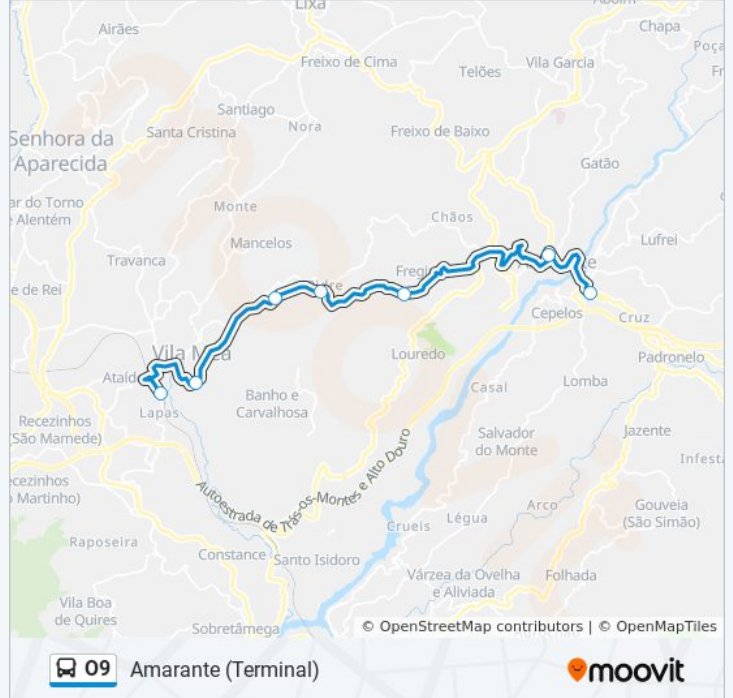 Lixa
Airães
Chapa
Freixo de Cima
Vila Garcia
Telões
Santiago
Nora
Santa Cristina
Freixo de Baixo
Senhora da
Aparecida
Gatão
ar do Torno
e Alentém
Monte
Chãos
Lufrei
Mancelos
Travanca
e de Rei
Cepelos
Cruz
Vila Meã
Louredo
Padronelo
Ataíde
Lomba
Casal
Banho e
Carvalhosa
Lapas
Recezinhos
(São Mamede)
Salvador
do Monte
Jazente
Autoestrada de Trás-os-Montes e Alto Douro
Infesta
ecezinhos
o Martinho)
Arco
Gouveia
(São Simão)
Légua
Crueis
Raposeira
Constance
Santo Isidoro
Várzea da Ovelha
e Aliviada
Folhada
Vila Boa
de Quires
Sobretâmega
© OpenStreetMap contributors | © OpenMapTiles
O9
Amarante (Terminal)
moovit